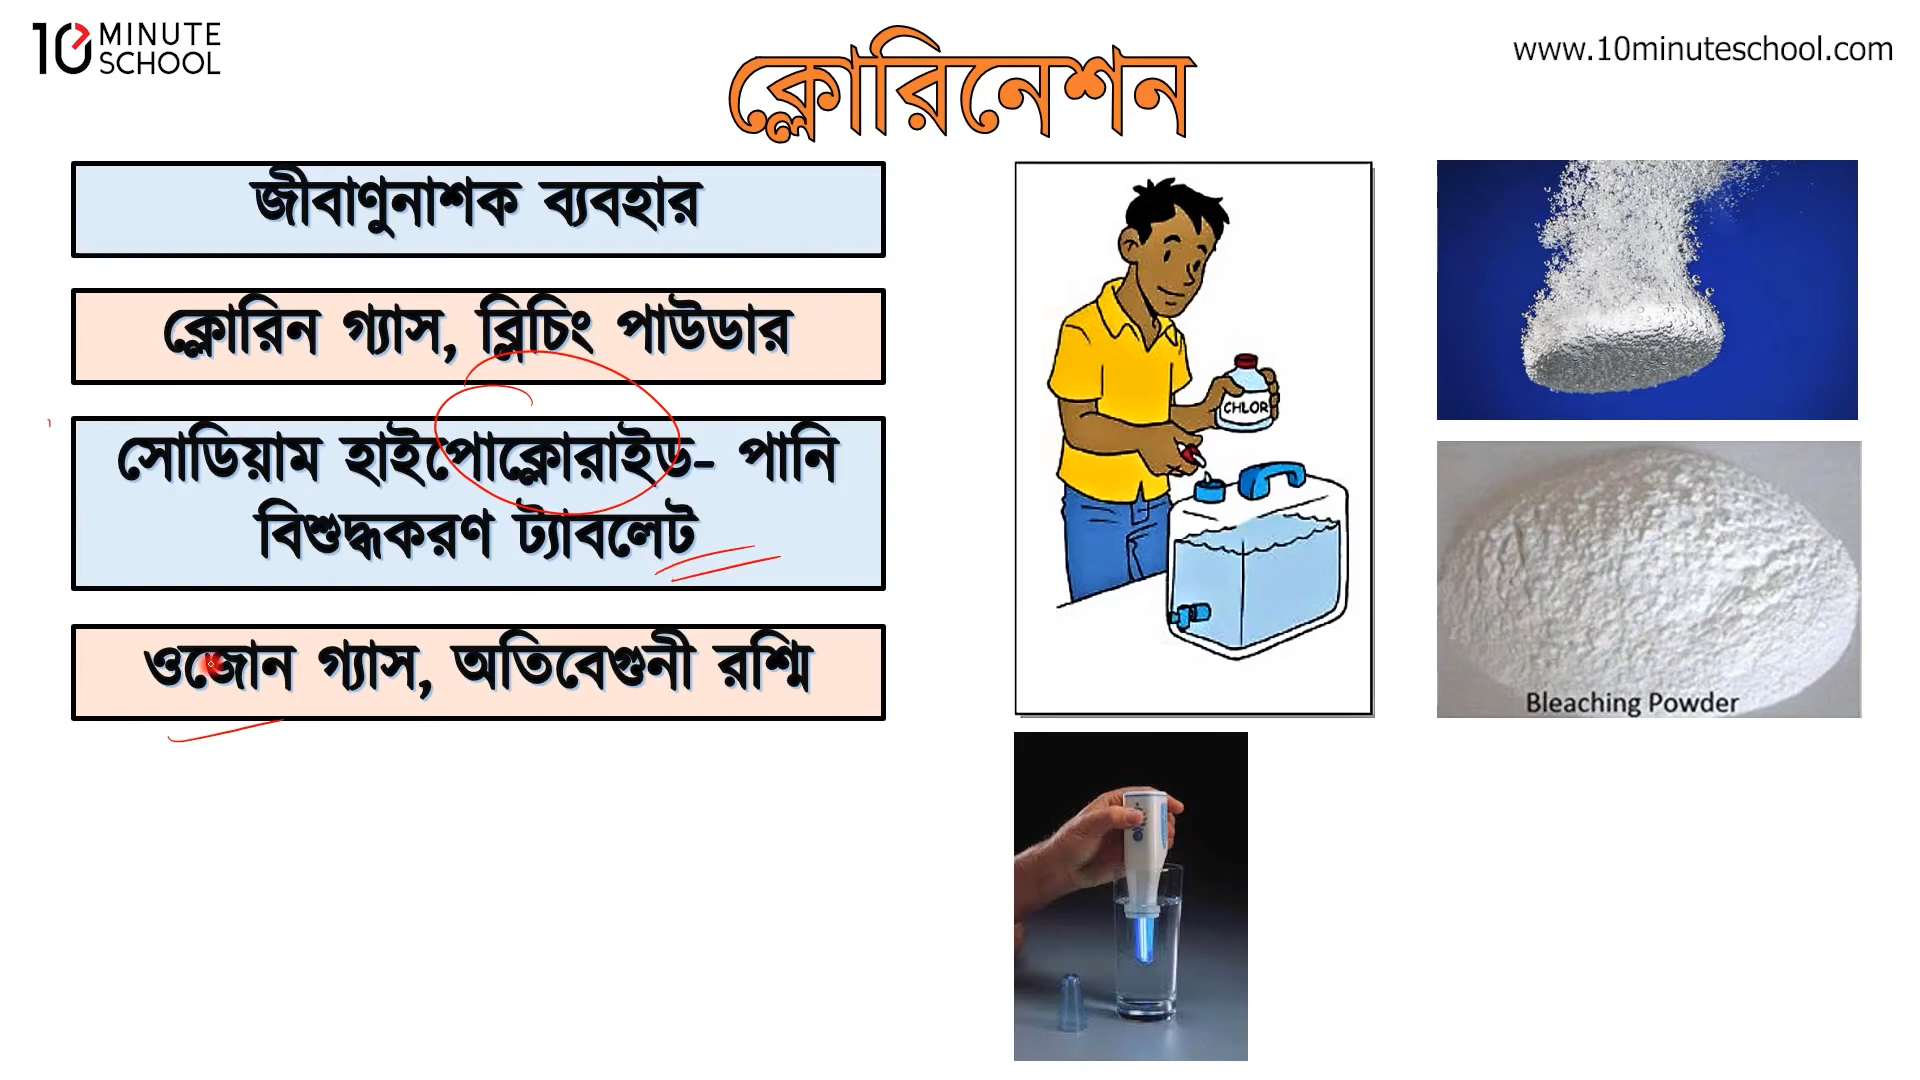 10 MINUTE
SCHOOL
www.10minuteschool.com
ক্লোরিনেশন
জীবাণুনাশক ব্যবহার
ক্লোরিন গ্যাস, ব্লিচিং পাউডার
সোডিয়াম হাইপোক্লোরাইড- পানি
বিশুদ্ধকরণ ট্যাবলেট
ওজোন গ্যাস, অতিবেগুনী রশ্মি
CHLOR
Bleaching Powder